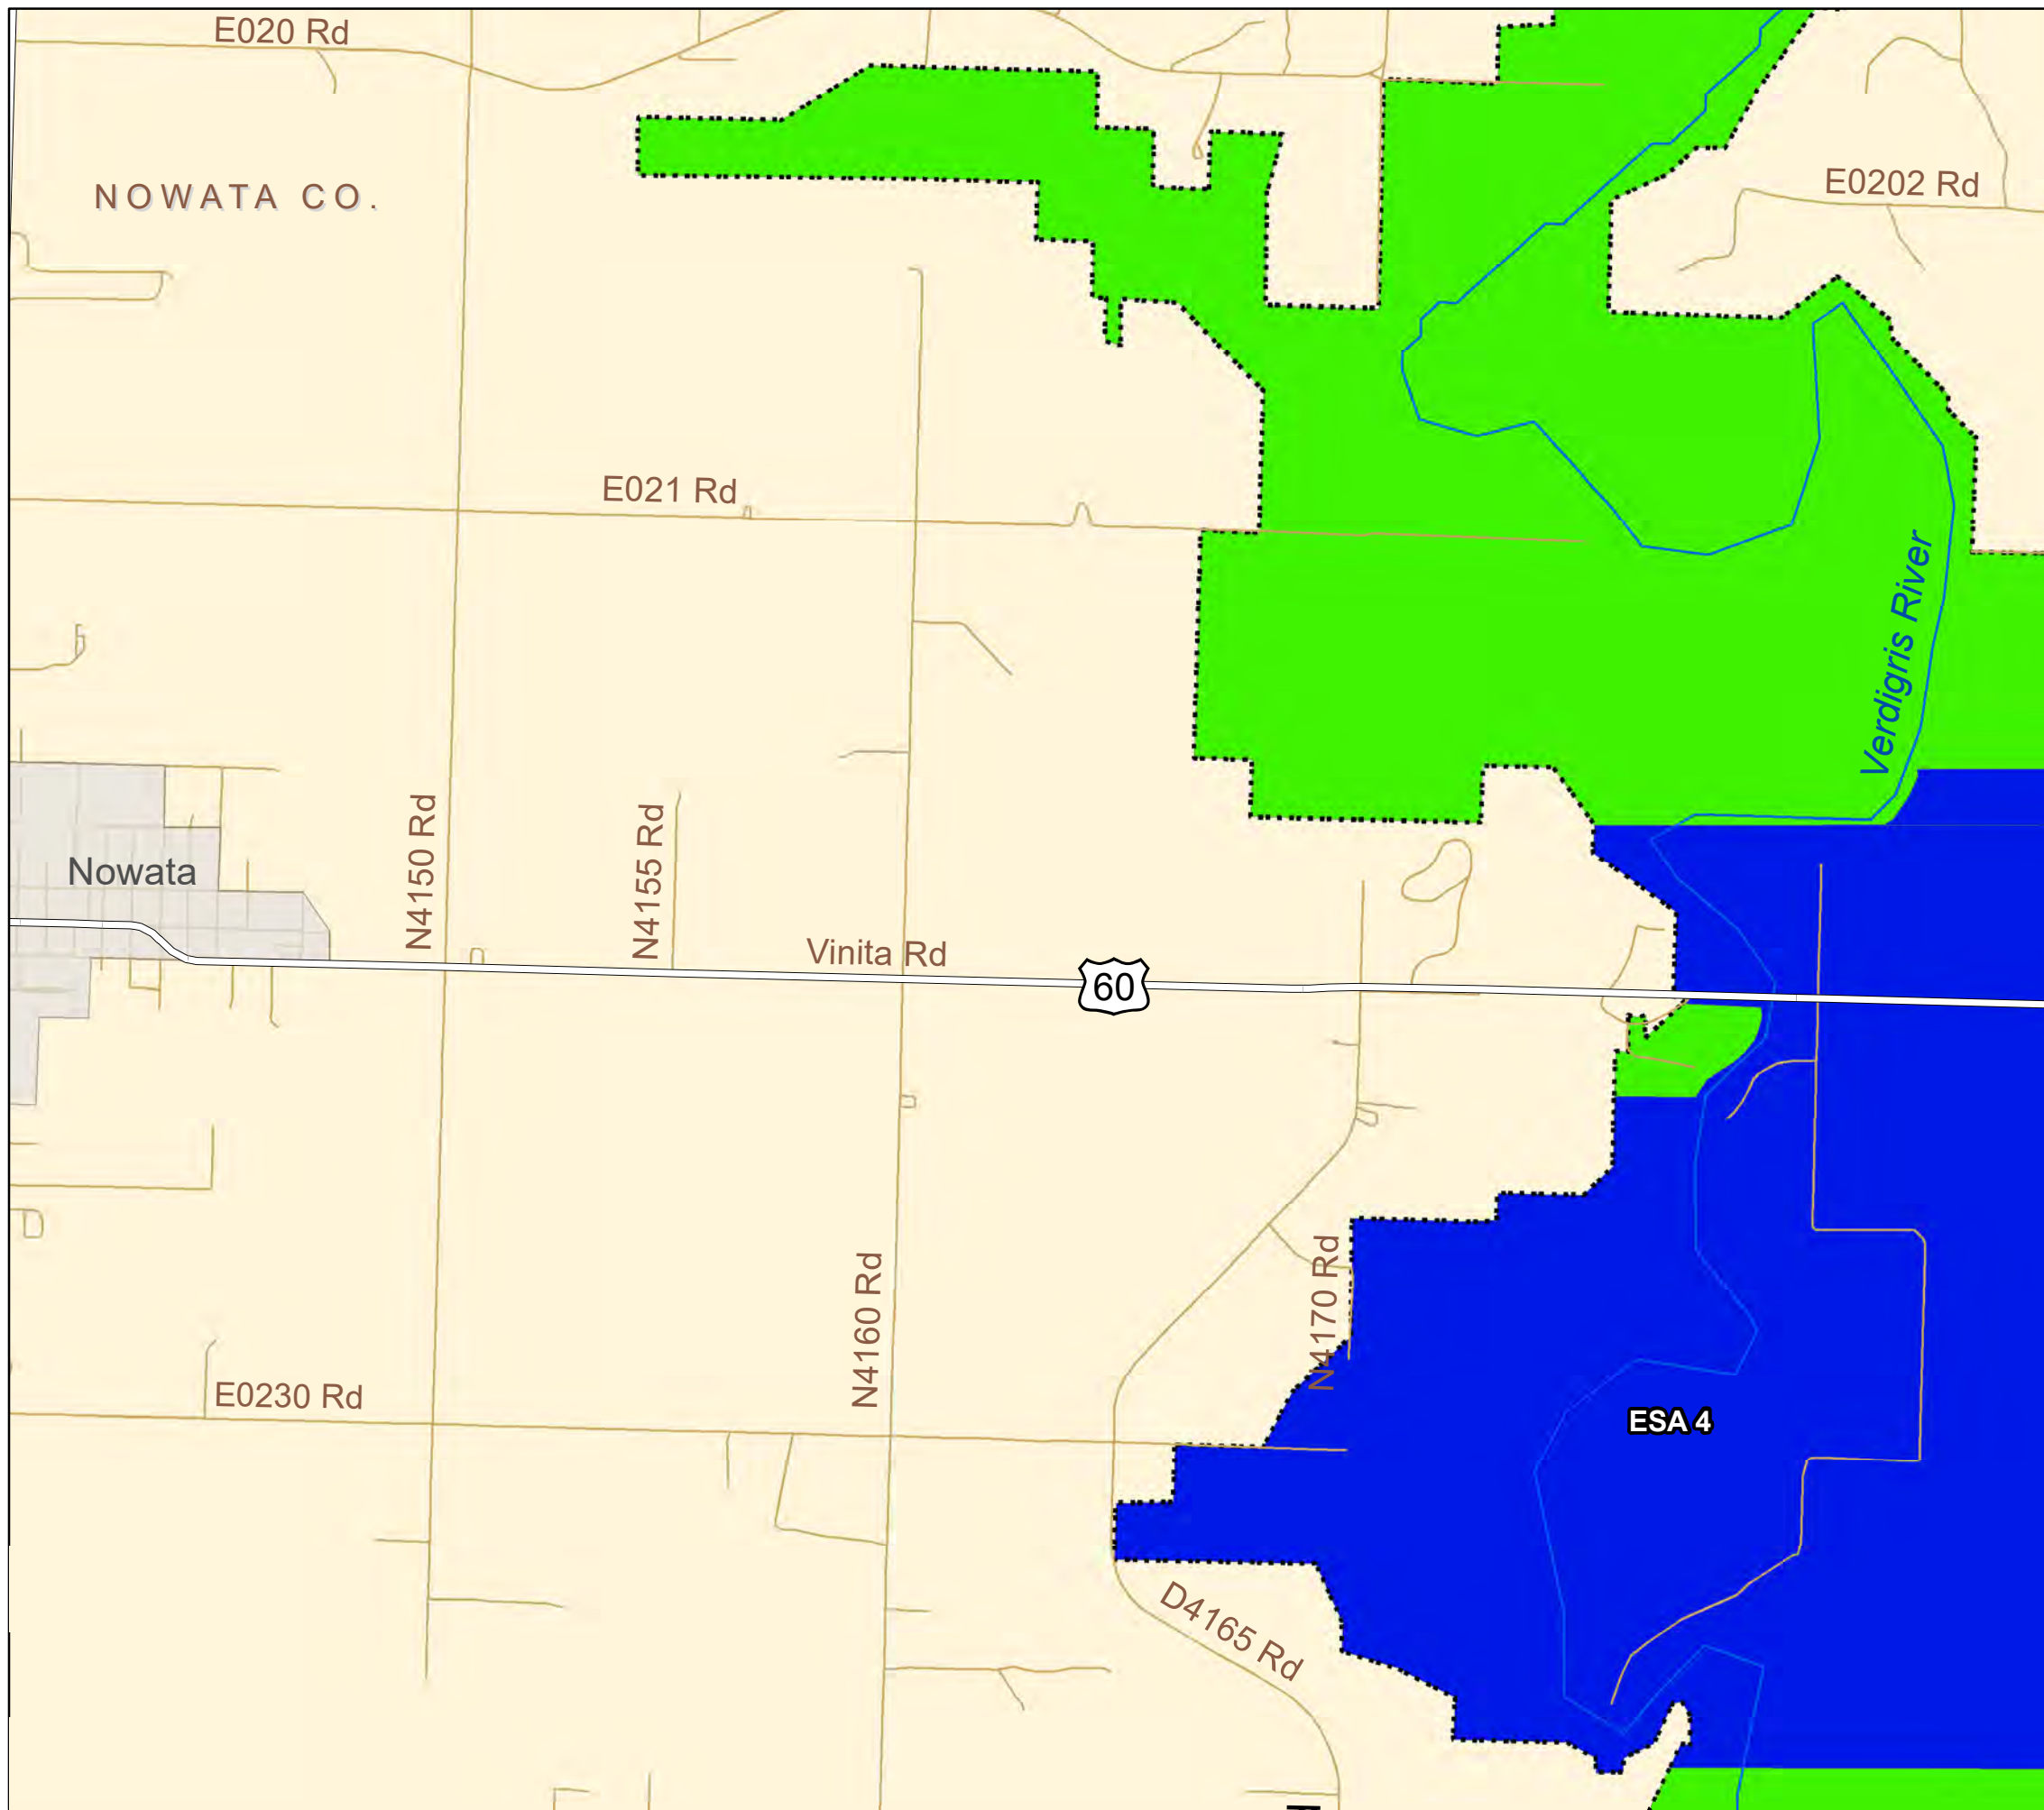 E020 Rd
NOWATA CO.
E0202 Rd
E021 Rd
Verdigris River
Nowata
N4150 Rd
N4155 Rd
Vinita Rd
60
N4160 Rd
N4170 Rd
E0230 Rd
ESA 4
D4165 Rd